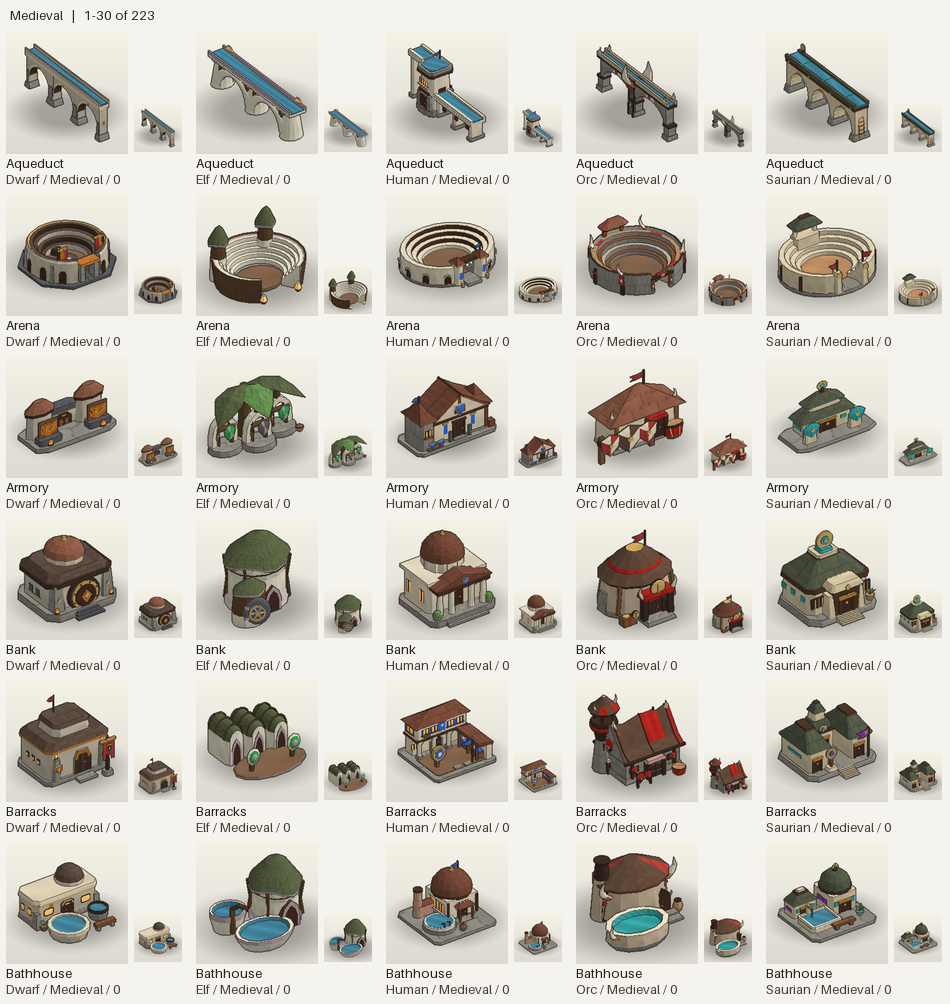 Medieval | 1-30 of 223
Aqueduct
Dwarf / Medieval / 0
Aqueduct
Elf / Medieval / 0
Aqueduct
Human / Medieval / 0
Aqueduct
Orc / Medieval / 0
Aqueduct
Saurian / Medieval / 0
Arena
Dwarf / Medieval / 0
Arena
Elf / Medieval / 0
Arena
Human / Medieval / 0
Arena
Orc / Medieval / 0
Arena
Saurian / Medieval / 0
Armory
Dwarf / Medieval / 0
Armory
Elf / Medieval / 0
Armory
Human / Medieval / 0
Armory
Orc / Medieval / 0
Armory
Saurian / Medieval / 0
Bank
Dwarf / Medieval / 0
Bank
Elf / Medieval / 0
Bank
Human / Medieval / 0
Bank
Orc / Medieval / 0
Bank
Saurian / Medieval / 0
Barracks
Dwarf / Medieval / 0
Barracks
Elf / Medieval / 0
Barracks
Human / Medieval / 0
Barracks
Orc / Medieval / 0
Barracks
Saurian / Medieval / 0
Bathhouse
Dwarf / Medieval / 0
Bathhouse
Elf / Medieval / 0
Bathhouse
Human / Medieval / 0
Bathhouse
Orc / Medieval / 0
Bathhouse
Saurian / Medieval / 0